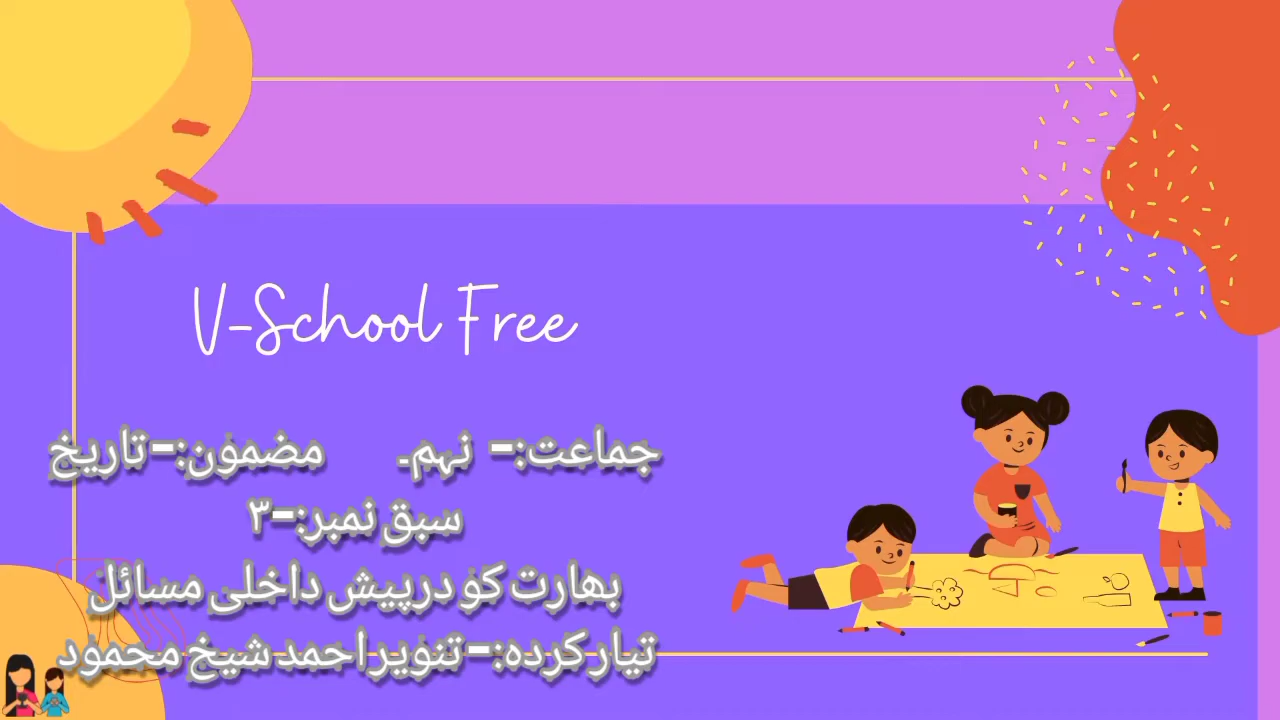 V-School Free
جماعت:- نہم۔ مضمون:-تاریخ
سبق نمبر:-۳
بھارت کو درپیش داخلی مسائل
تیار کردہ:-تنویر احمد شیخ محمود